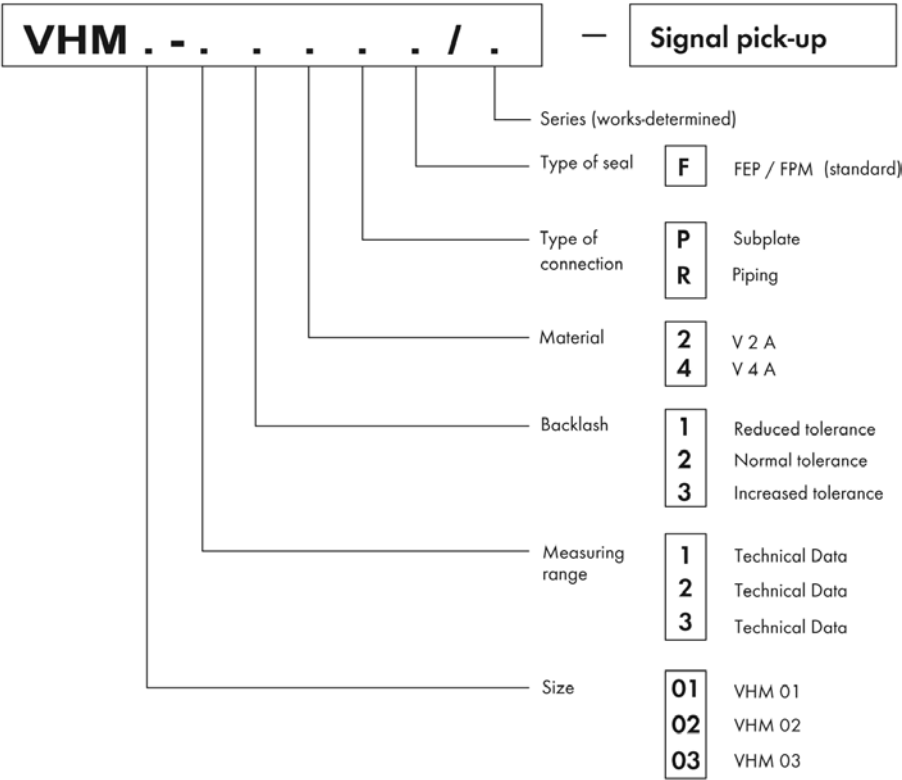 VHM . - . . . . . / . — Signal pick-up
Series (works-determined)
Type of seal F FEP / FPM (standard)
Type of P Subplate
connection
R Piping
Material 2 V 2 A
4 V 4 A
Backlash 1 Reduced tolerance
2 Normal tolerance
3 Increased tolerance
Measuring 1 Technical Data
range
2 Technical Data
3 Technical Data
Size 01 VHM 01
02 VHM 02
03 VHM 03